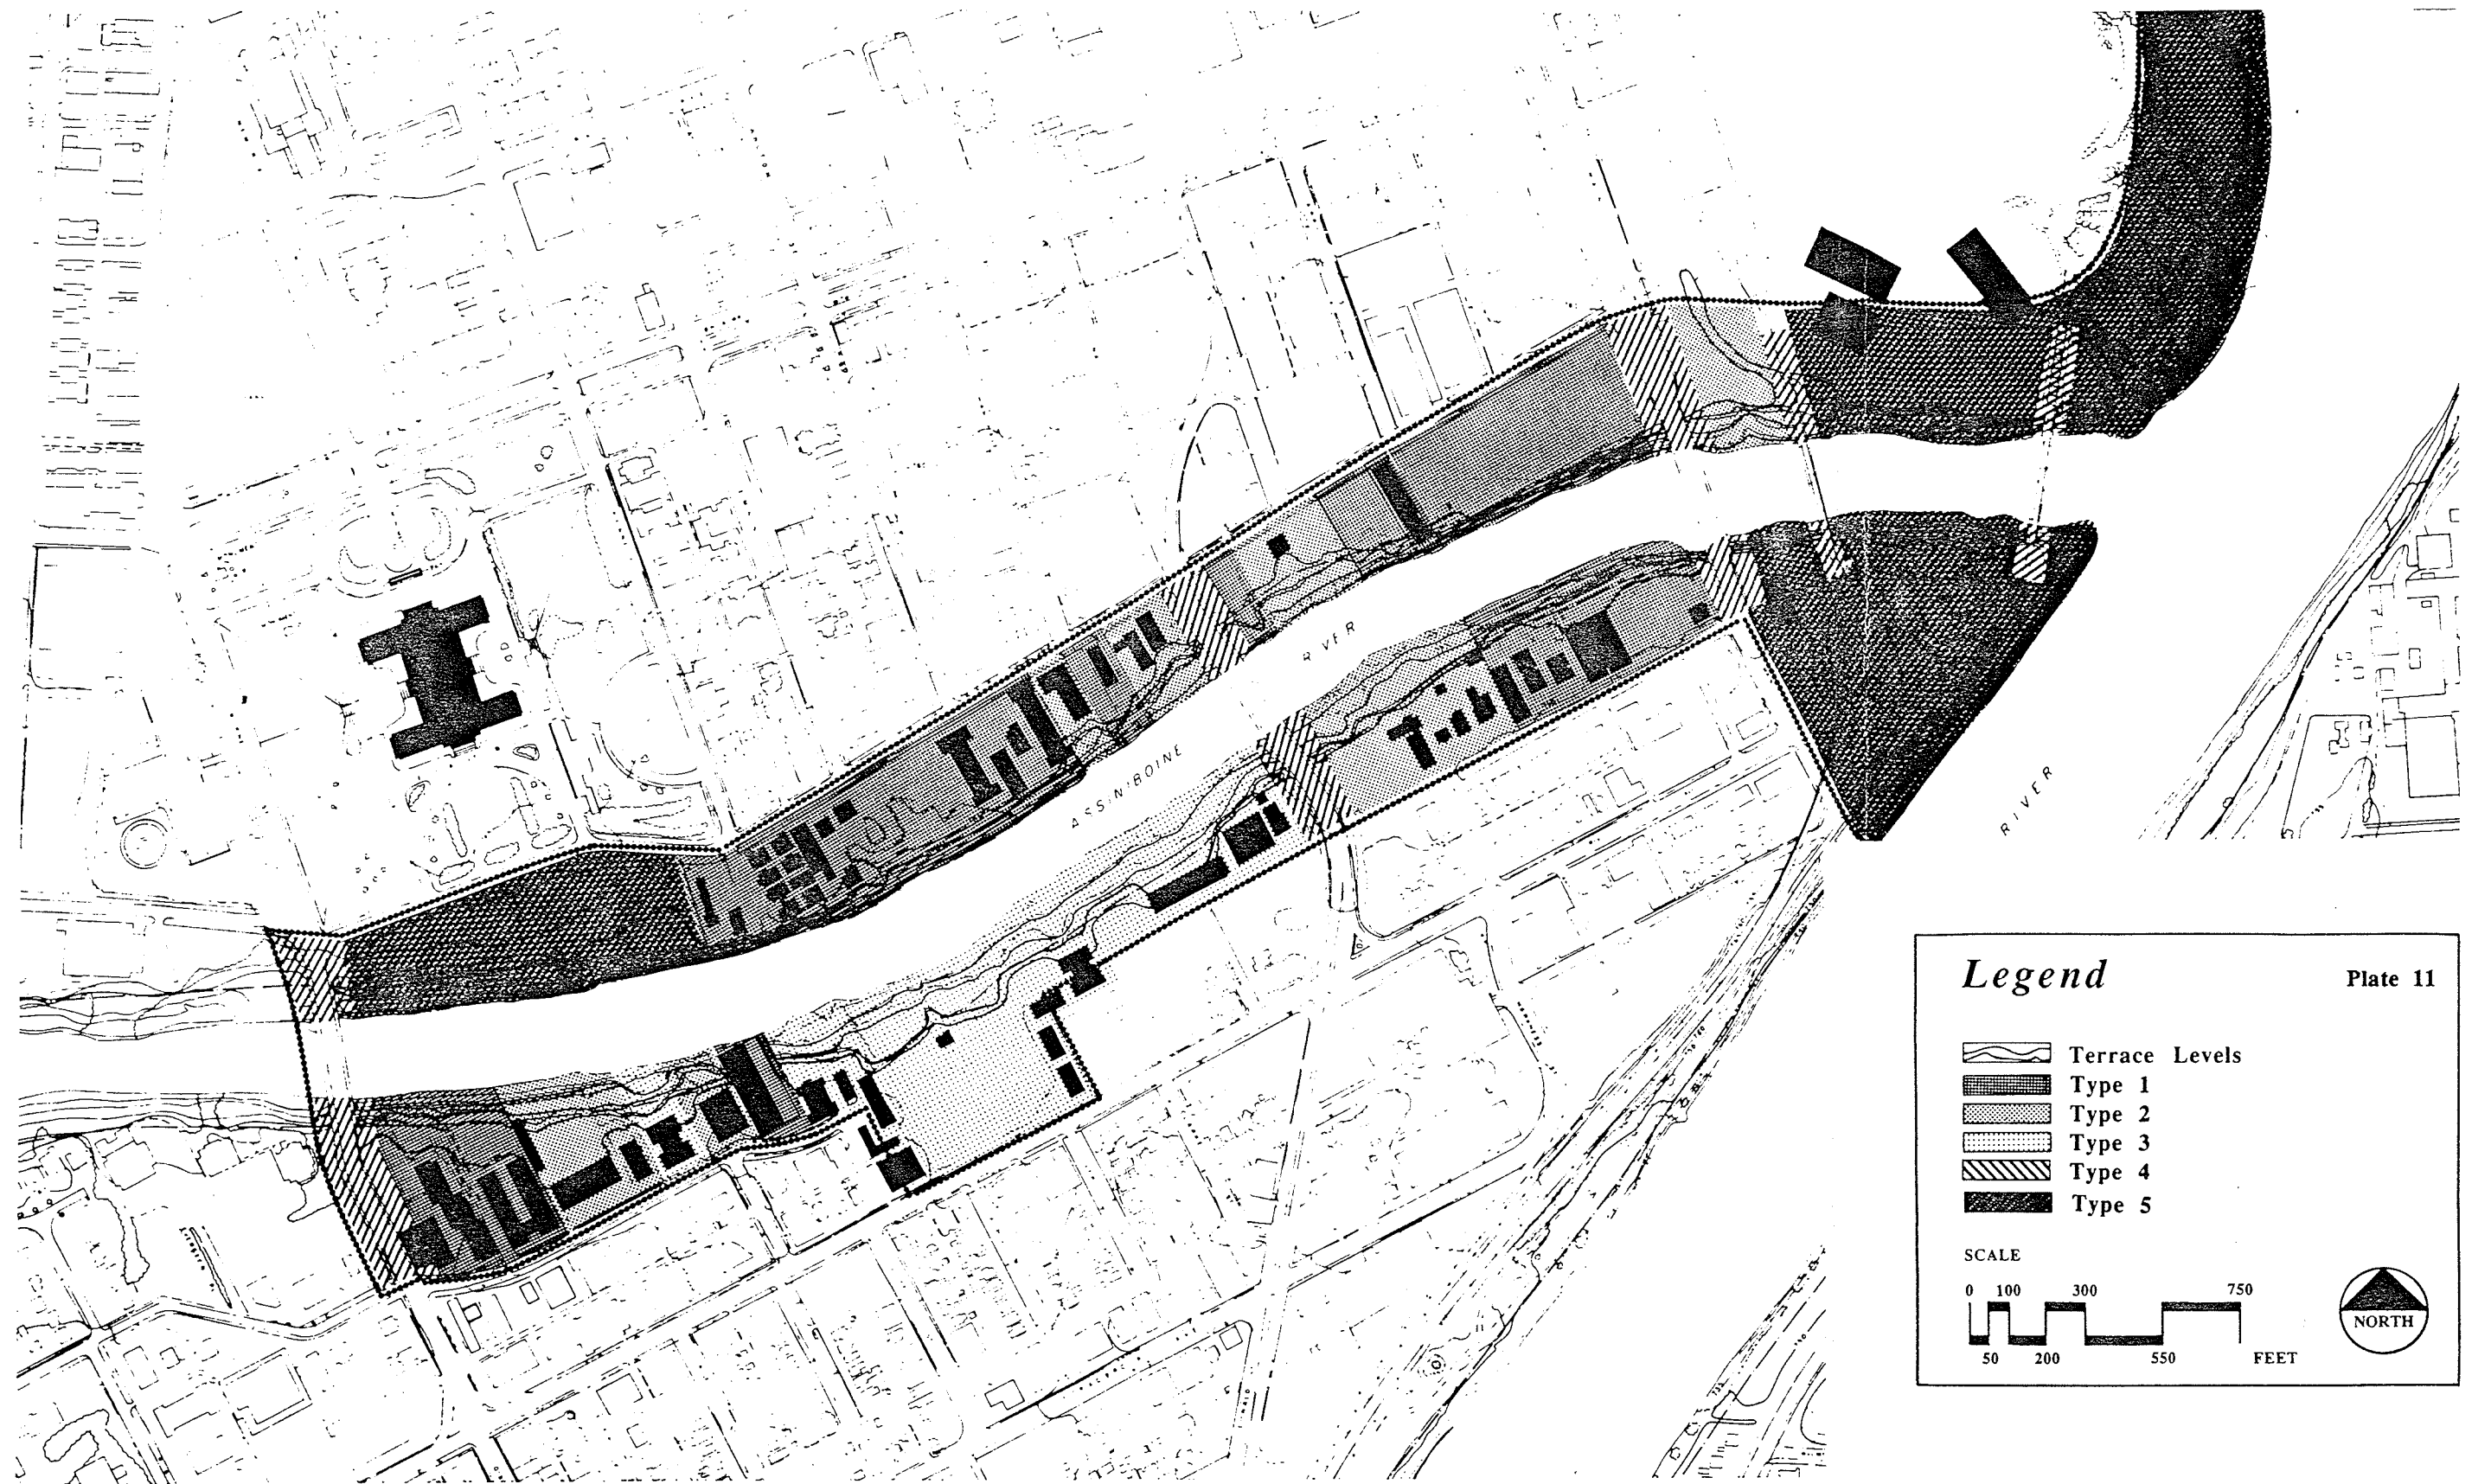 RIVER
ASSINIBOINE
RIVER
Legend
Plate 11
Terrace Levels
Type 1
Type 2
Type 3
Type 4
Type 5
SCALE
0 100 300 750
50 200 550 FEET
NORTH